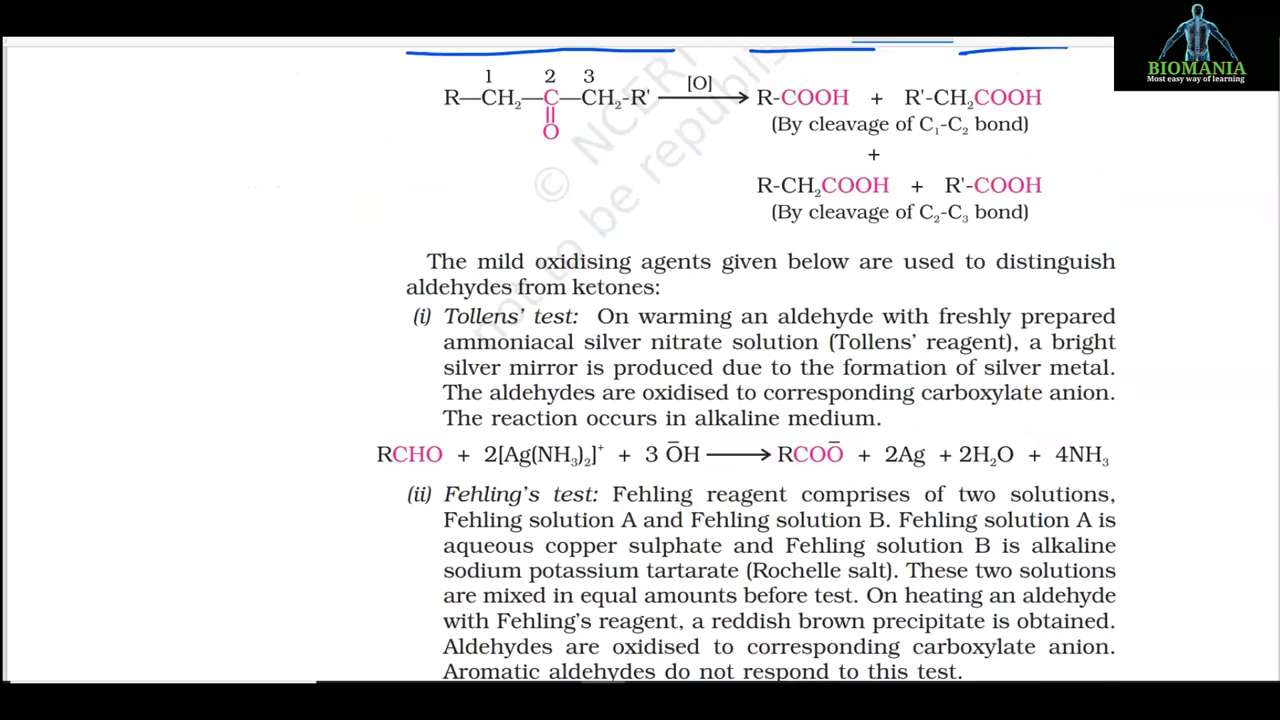 BIOMANIA
Most easy way of learning
1 2 3
R—CH₂—C—CH₂-R' [O] ⟶ R-COOH + R'-CH₂COOH
O (By cleavage of C₁-C₂ bond)
+
R-CH₂COOH + R'-COOH
(By cleavage of C₂-C₃ bond)
© NCERT
not to be republis
The mild oxidising agents given below are used to distinguish
aldehydes from ketones:
(i) Tollens' test: On warming an aldehyde with freshly prepared
ammoniacal silver nitrate solution (Tollens' reagent), a bright
silver mirror is produced due to the formation of silver metal.
The aldehydes are oxidised to corresponding carboxylate anion.
The reaction occurs in alkaline medium.
RCHO + 2[Ag(NH₃)₂]⁺ + 3 ŌH ⟶ RCOŌ + 2Ag + 2H₂O + 4NH₃
(ii) Fehling's test: Fehling reagent comprises of two solutions,
Fehling solution A and Fehling solution B. Fehling solution A is
aqueous copper sulphate and Fehling solution B is alkaline
sodium potassium tartarate (Rochelle salt). These two solutions
are mixed in equal amounts before test. On heating an aldehyde
with Fehling's reagent, a reddish brown precipitate is obtained.
Aldehydes are oxidised to corresponding carboxylate anion.
Aromatic aldehydes do not respond to this test.